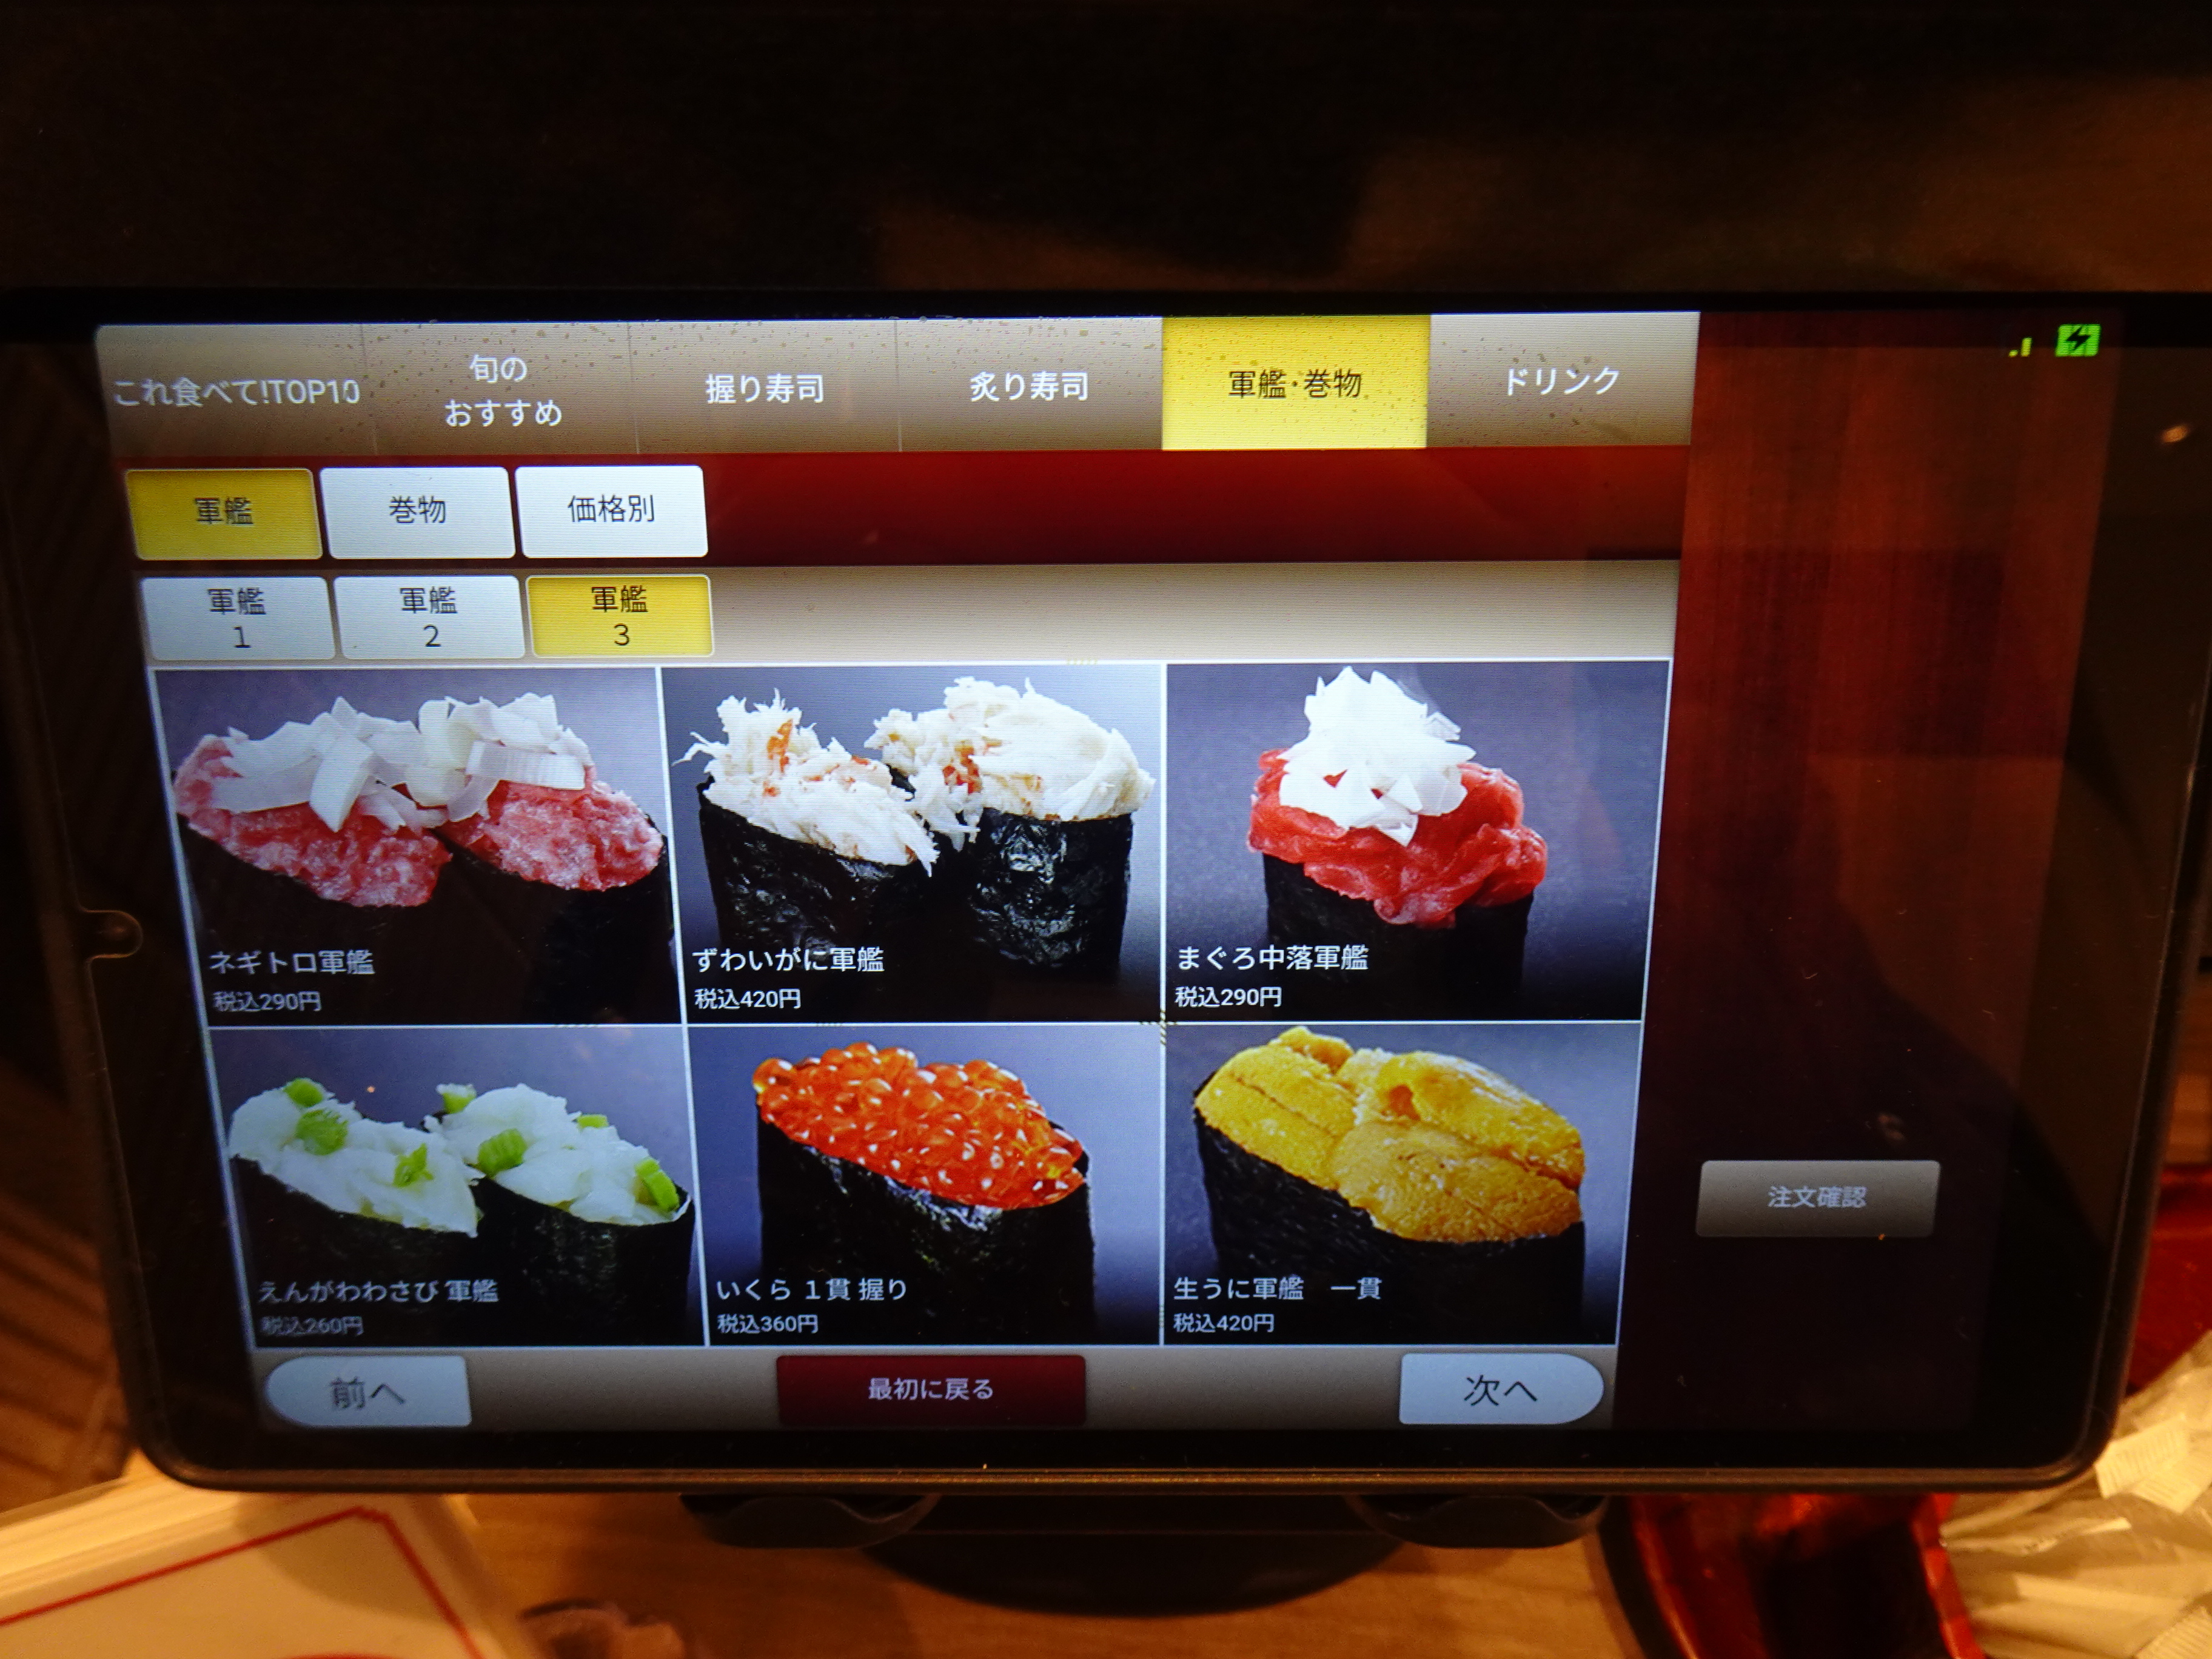 これ食べて!TOP10
旬の
おすすめ
握り寿司
炙り寿司
軍艦・巻物
ドリンク
軍艦
巻物
価格別
軍艦
1
軍艦
2
軍艦
3
ネギトロ軍艦
税込290円
ずわいがに軍艦
税込420円
まぐろ中落軍艦
税込290円
えんがわわさび 軍艦
税込260円
いくら 1貫 握り
税込360円
生うに軍艦　一貫
税込420円
注文確認
前へ
最初に戻る
次へ